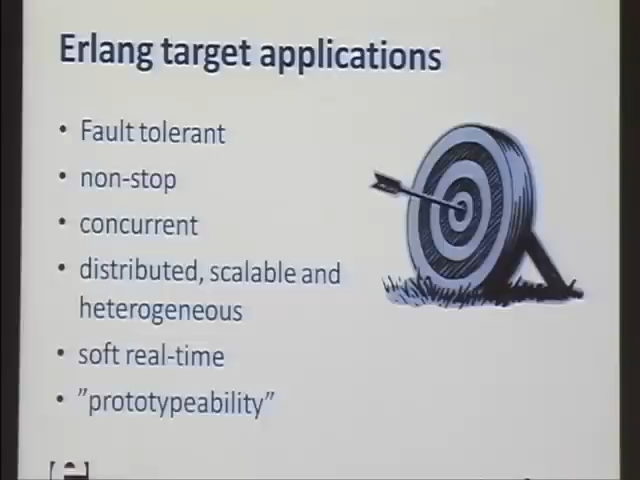 Erlang target applications
• Fault tolerant
• non-stop
• concurrent
• distributed, scalable and
heterogeneous
• soft real-time
• ”prototypeability”
[e]